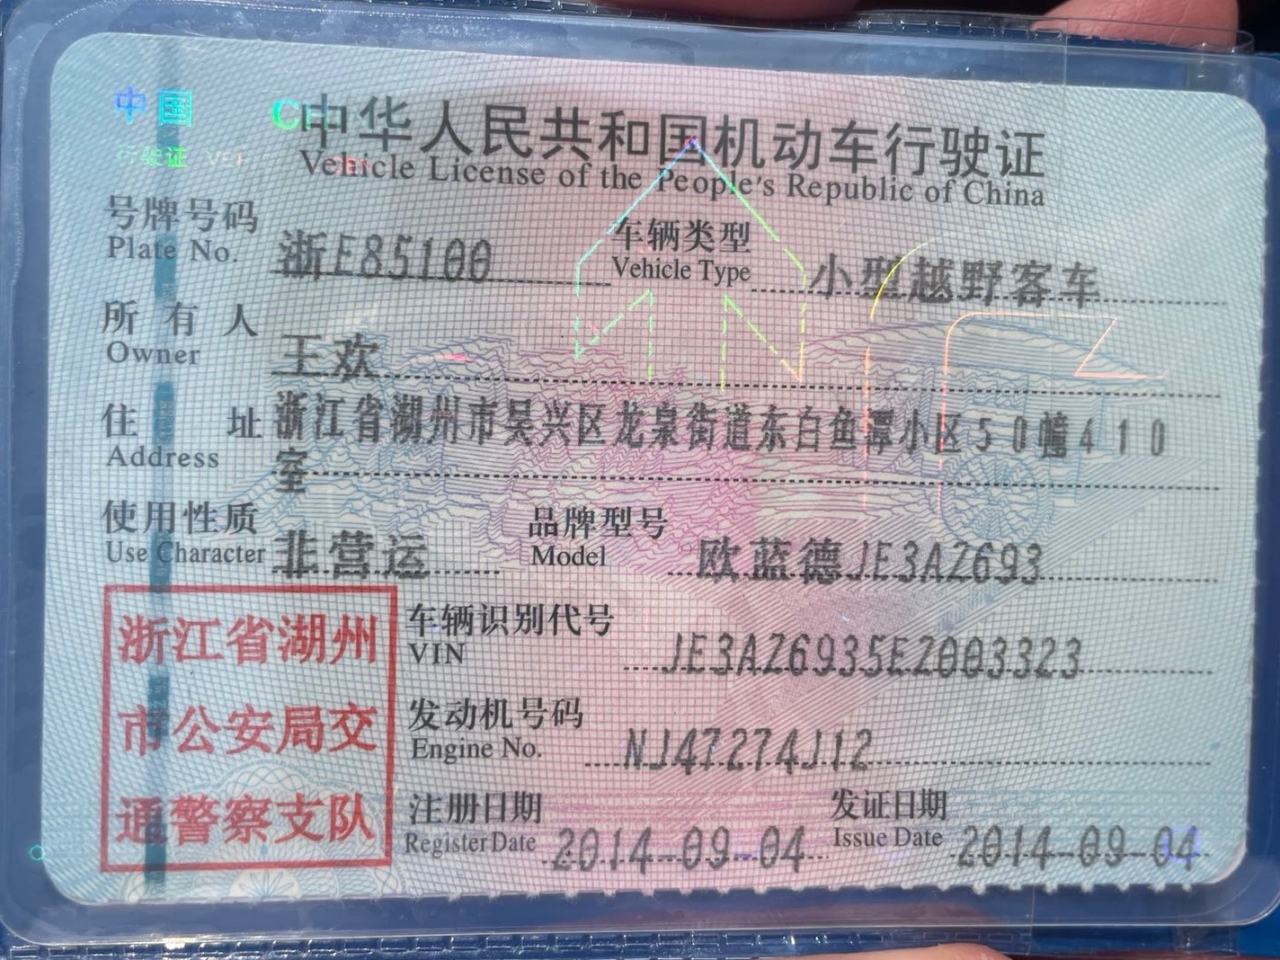 中国
行驶证
中华人民共和国机动车行驶证
Vehicle License of the People's Republic of China
号牌号码 浙E85100 车辆类型 小型越野客车
Plate No. Vehicle Type
所有人 王欢
Owner
住址 浙江省湖州市吴兴区龙泉街道东白鱼潭小区50幢410
Address 室
使用性质 非营运 品牌型号 欧蓝德JE3AZ693
Use Character Model
浙江省湖州
市公安局交
通警察支队
车辆识别代号 JE3AZ6935EZ003323
VIN
发动机号码 NJ47274J12
Engine No.
注册日期 2014-09-04 发证日期 2014-09-04
Register Date Issue Date